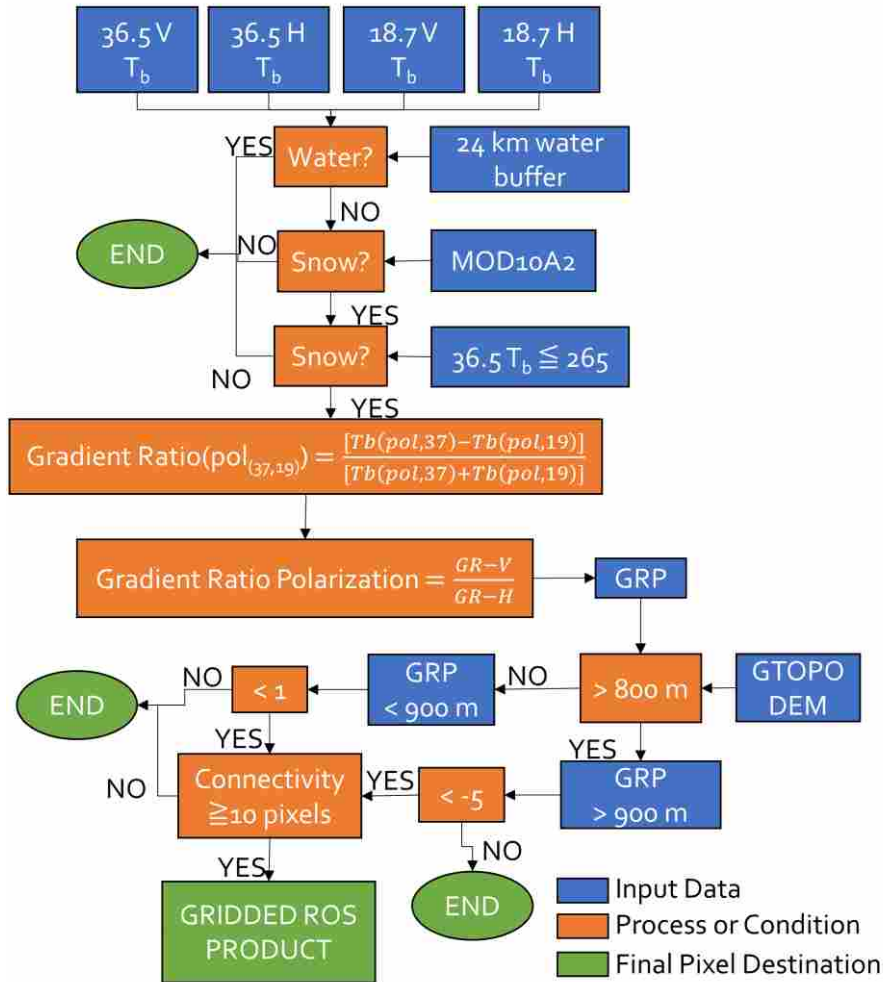 36.5 V
T_b
36.5 H
T_b
18.7 V
T_b
18.7 H
T_b
YES
Water?
24 km water
buffer
NO
END
NO
Snow?
MOD10A2
YES
Snow?
36.5 T_b ≦ 265
NO
YES
Gradient Ratio(pol_(37,19)) = [Tb(pol,37)−Tb(pol,19)] / [Tb(pol,37)+Tb(pol,19)]
Gradient Ratio Polarization = GR−V / GR−H
GRP
NO
< 1
GRP
< 900 m
NO
> 800 m
GTOPO
DEM
END
YES
YES
NO
Connectivity
≧10 pixels
YES
< -5
GRP
> 900 m
YES
NO
GRIDDED ROS
PRODUCT
END
Input Data
Process or Condition
Final Pixel Destination